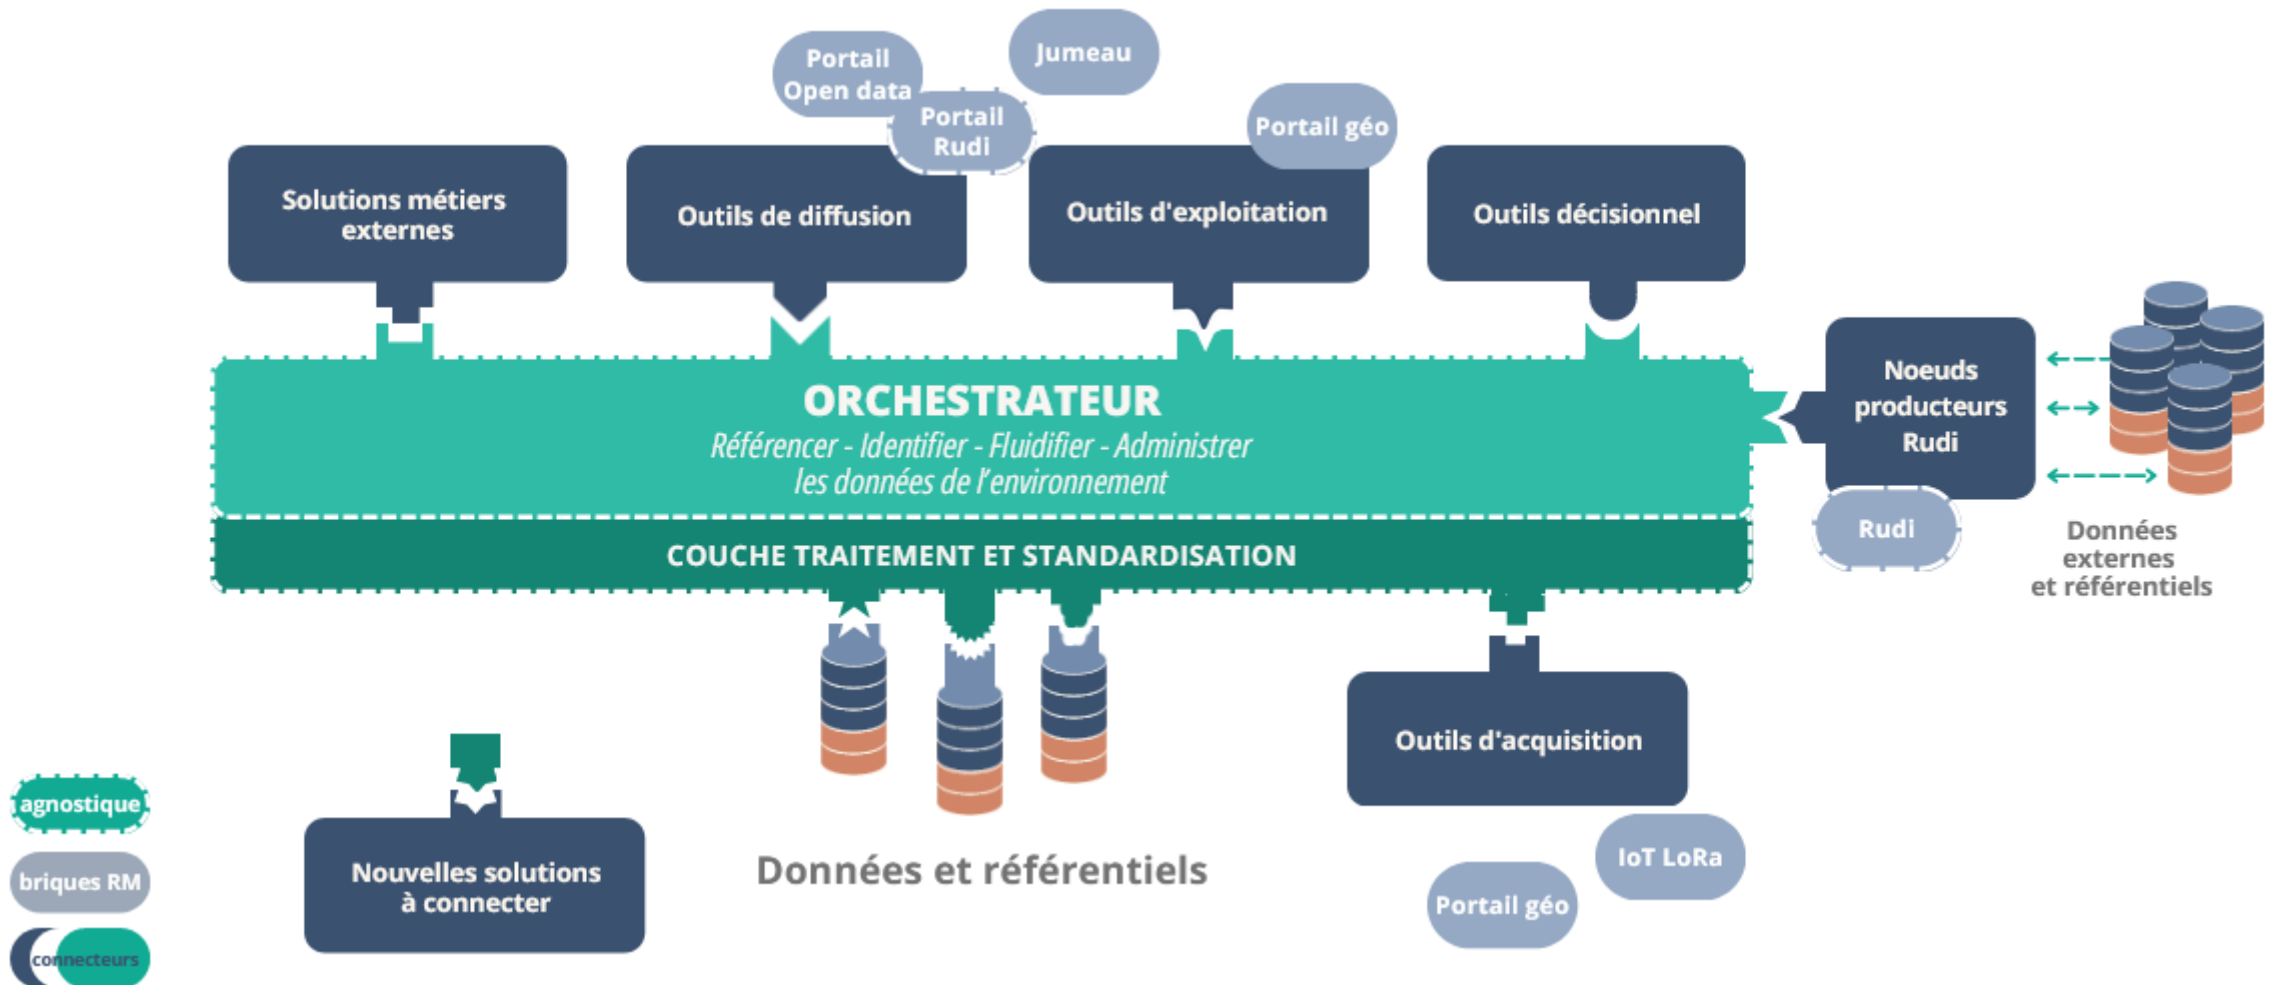 Portail
Open data
Jumeau
Portail
Rudi
Portail géo
Solutions métiers
externes
Outils de diffusion
Outils d'exploitation
Outils décisionnel
ORCHESTRATEUR
Référencer - Identifier - Fluidifier - Administrer
les données de l'environnement
COUCHE TRAITEMENT ET STANDARDISATION
Noeuds
producteurs
Rudi
Rudi
Données
externes
et référentiels
Outils d'acquisition
IoT LoRa
Portail géo
Données et référentiels
Nouvelles solutions
à connecter
agnostique
briques RM
connecteurs